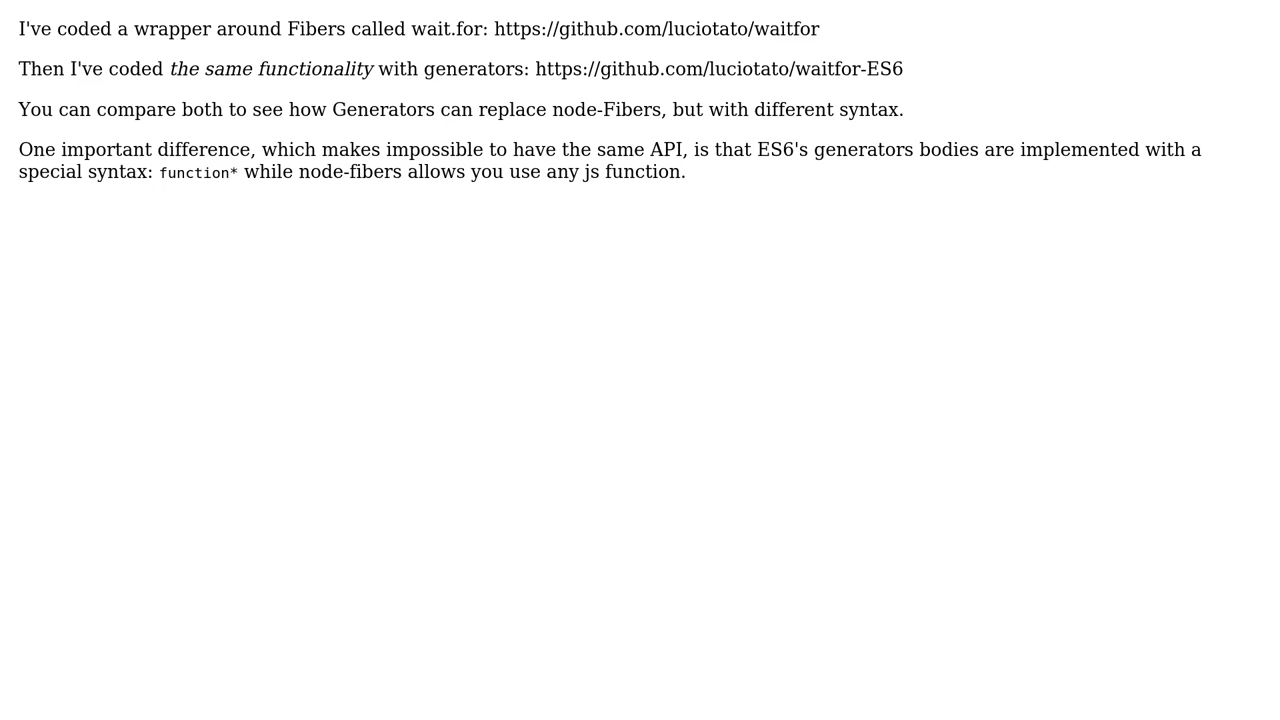 I've coded a wrapper around Fibers called wait.for: https://github.com/luciotato/waitfor
Then I've coded the same functionality with generators: https://github.com/luciotato/waitfor-ES6
You can compare both to see how Generators can replace node-Fibers, but with different syntax.
One important difference, which makes impossible to have the same API, is that ES6's generators bodies are implemented with a
special syntax: function* while node-fibers allows you use any js function.